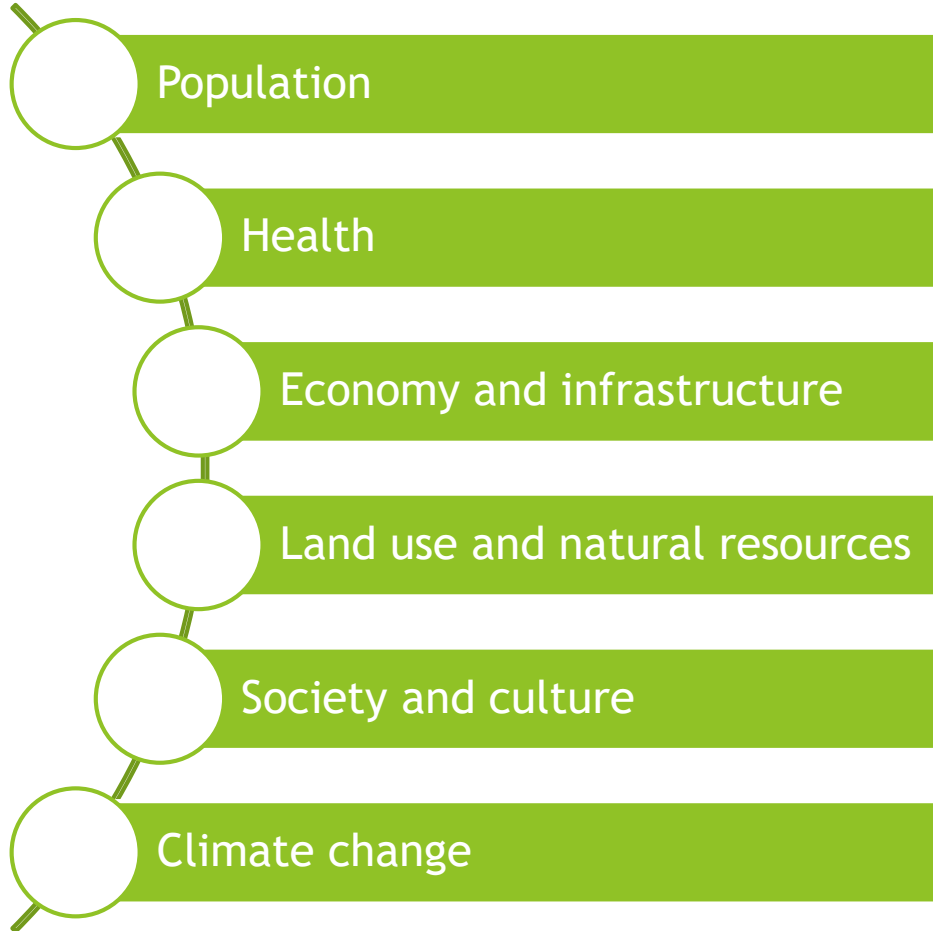 Population
Health
Economy and infrastructure
Land use and natural resources
Society and culture
Climate change